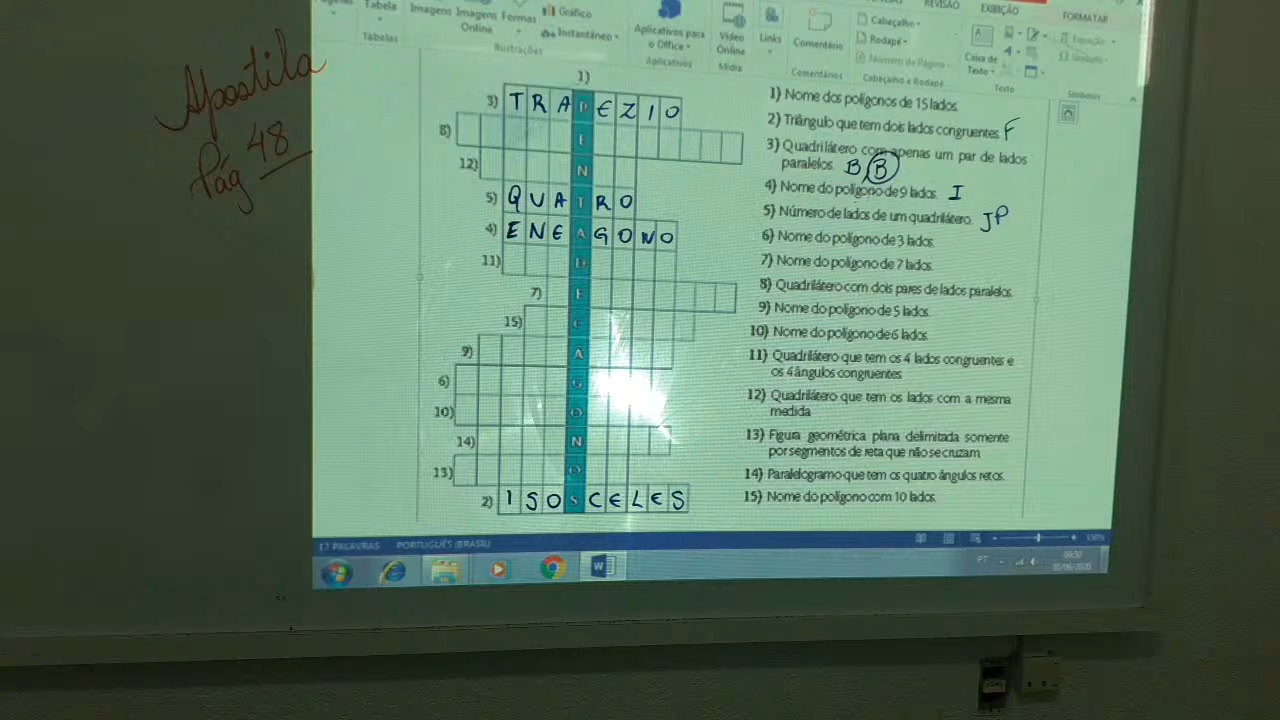 Apostila
Pág 48
Tabela
Imagens Imagens Formas
Online
Gráfico
Instantâneo
Aplicativos para
o Office
Vídeo
Online
Links
Comentário
Cabeçalho
Rodapé
Número de Página
Caixa de
Texto
Equação
Símbolo
REVISÃO
EXIBIÇÃO
FORMATAR
Tabelas
Ilustrações
Aplicativos
Mídia
Comentários
Cabeçalho e Rodapé
Texto
Símbolos
1)
3) TRAPEZIO
8) E
12) N
5) QUATRO
4) ENEAGONO
11) D
7) E
15) C
9) Á
6) G
10) O
14) N
13) O
2) ISOSCELES
1) Nome dos polígonos de 15 lados.
2) Triângulo que tem dois lados congruentes. F
3) Quadrilátero com apenas um par de lados
paralelos. B, B
4) Nome do polígono de 9 lados. I
5) Número de lados de um quadrilátero. JP
6) Nome do polígono de 3 lados.
7) Nome do polígono de 7 lados.
8) Quadrilátero com dois pares de lados paralelos.
9) Nome do polígono de 5 lados.
10) Nome do polígono de 6 lados.
11) Quadrilátero que tem os 4 lados congruentes e
os 4 ângulos congruentes
12) Quadrilátero que tem os lados com a mesma
medida
13) Figura geométrica plana delimitada somente
por segmentos de reta que não se cruzam
14) Paralelogramo que tem os quatro ângulos retos.
15) Nome do polígono com 10 lados.
17 PALAVRAS PORTUGUÊS (BRASIL)
PT
09:50